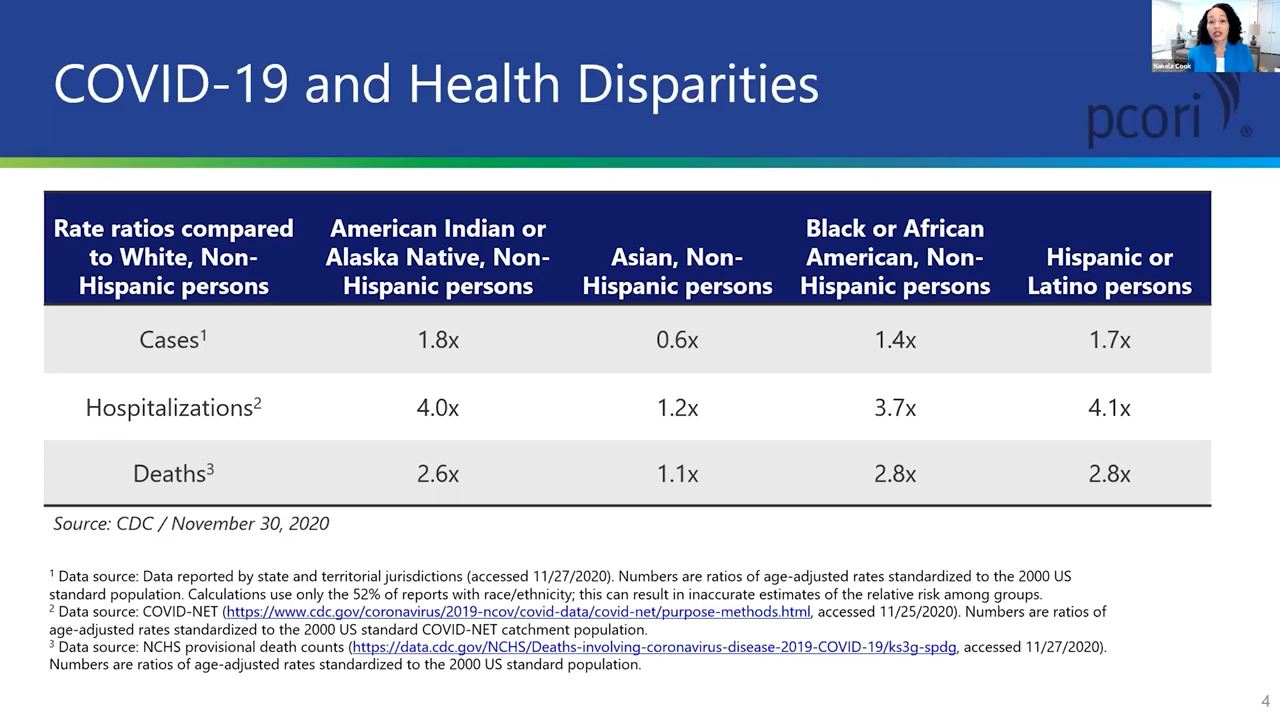 Nakela Cook
COVID-19 and Health Disparities
pcori®
Rate ratios compared
to White, Non-
Hispanic persons
American Indian or
Alaska Native, Non-
Hispanic persons
Asian, Non-
Hispanic persons
Black or African
American, Non-
Hispanic persons
Hispanic or
Latino persons
Cases¹ 1.8x 0.6x 1.4x 1.7x
Hospitalizations² 4.0x 1.2x 3.7x 4.1x
Deaths³ 2.6x 1.1x 2.8x 2.8x
Source: CDC / November 30, 2020
¹ Data source: Data reported by state and territorial jurisdictions (accessed 11/27/2020). Numbers are ratios of age-adjusted rates standardized to the 2000 US
standard population. Calculations use only the 52% of reports with race/ethnicity; this can result in inaccurate estimates of the relative risk among groups.
² Data source: COVID-NET (https://www.cdc.gov/coronavirus/2019-ncov/covid-data/covid-net/purpose-methods.html, accessed 11/25/2020). Numbers are ratios of
age-adjusted rates standardized to the 2000 US standard COVID-NET catchment population.
³ Data source: NCHS provisional death counts (https://data.cdc.gov/NCHS/Deaths-involving-coronavirus-disease-2019-COVID-19/ks3g-spdg, accessed 11/27/2020).
Numbers are ratios of age-adjusted rates standardized to the 2000 US standard population.
4